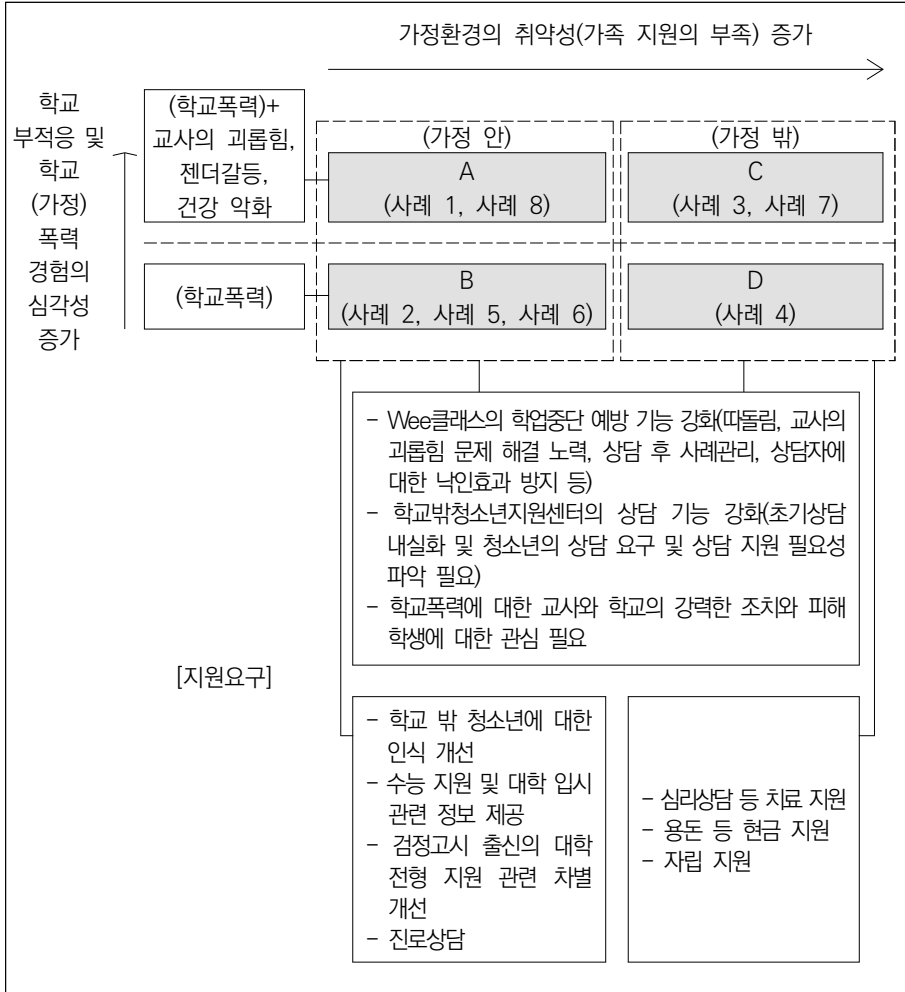 가정환경의 취약성(가족 지원의 부족) 증가
학교
부적응 및
학교
(가정)
폭력
경험의
심각성
증가
(학교폭력)+
교사의 괴롭힘,
젠더갈등,
건강 악화
(가정 안)
A
(사례 1, 사례 8)
(가정 밖)
C
(사례 3, 사례 7)
(학교폭력)
B
(사례 2, 사례 5, 사례 6)
D
(사례 4)
- Wee클래스의 학업중단 예방 기능 강화(따돌림, 교사의
괴롭힘 문제 해결 노력, 상담 후 사례관리, 상담자에
대한 낙인효과 방지 등)
- 학교밖청소년지원센터의 상담 기능 강화(초기상담
내실화 및 청소년의 상담 요구 및 상담 지원 필요성
파악 필요)
- 학교폭력에 대한 교사와 학교의 강력한 조치와 피해
학생에 대한 관심 필요
[지원요구]
- 학교 밖 청소년에 대한
인식 개선
- 수능 지원 및 대학 입시
관련 정보 제공
- 검정고시 출신의 대학
전형 지원 관련 차별
개선
- 진로상담
- 심리상담 등 치료 지원
- 용돈 등 현금 지원
- 자립 지원